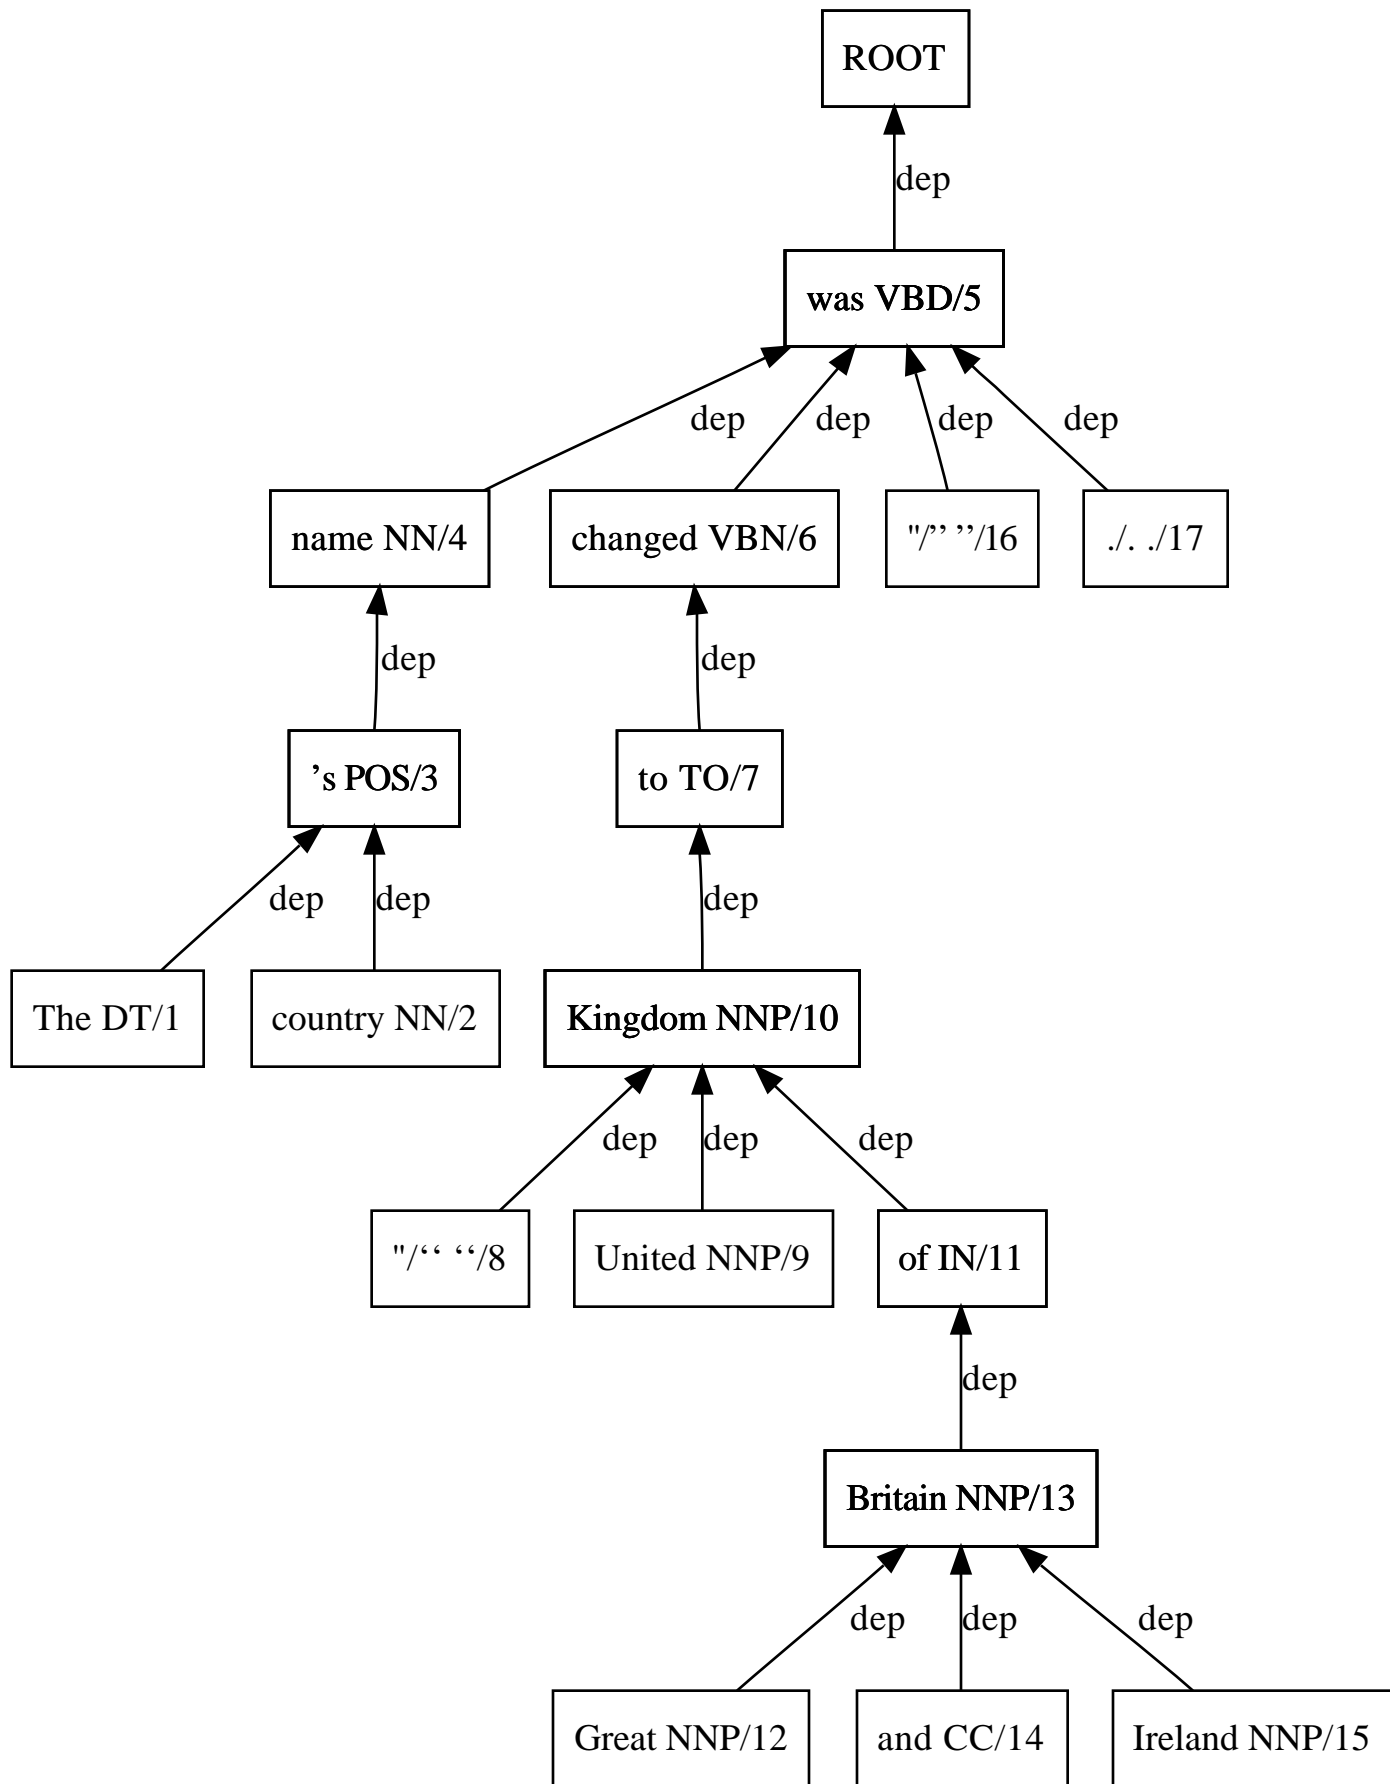 ROOT
dep
was VBD/5
dep dep dep dep
name NN/4 changed VBN/6 "/’’ ’’/16 ./. ./17
dep dep
’s POS/3 to TO/7
dep dep dep
The DT/1 country NN/2 Kingdom NNP/10
dep dep dep
"/‘‘ ‘‘/8 United NNP/9 of IN/11
dep
Britain NNP/13
dep dep dep
Great NNP/12 and CC/14 Ireland NNP/15